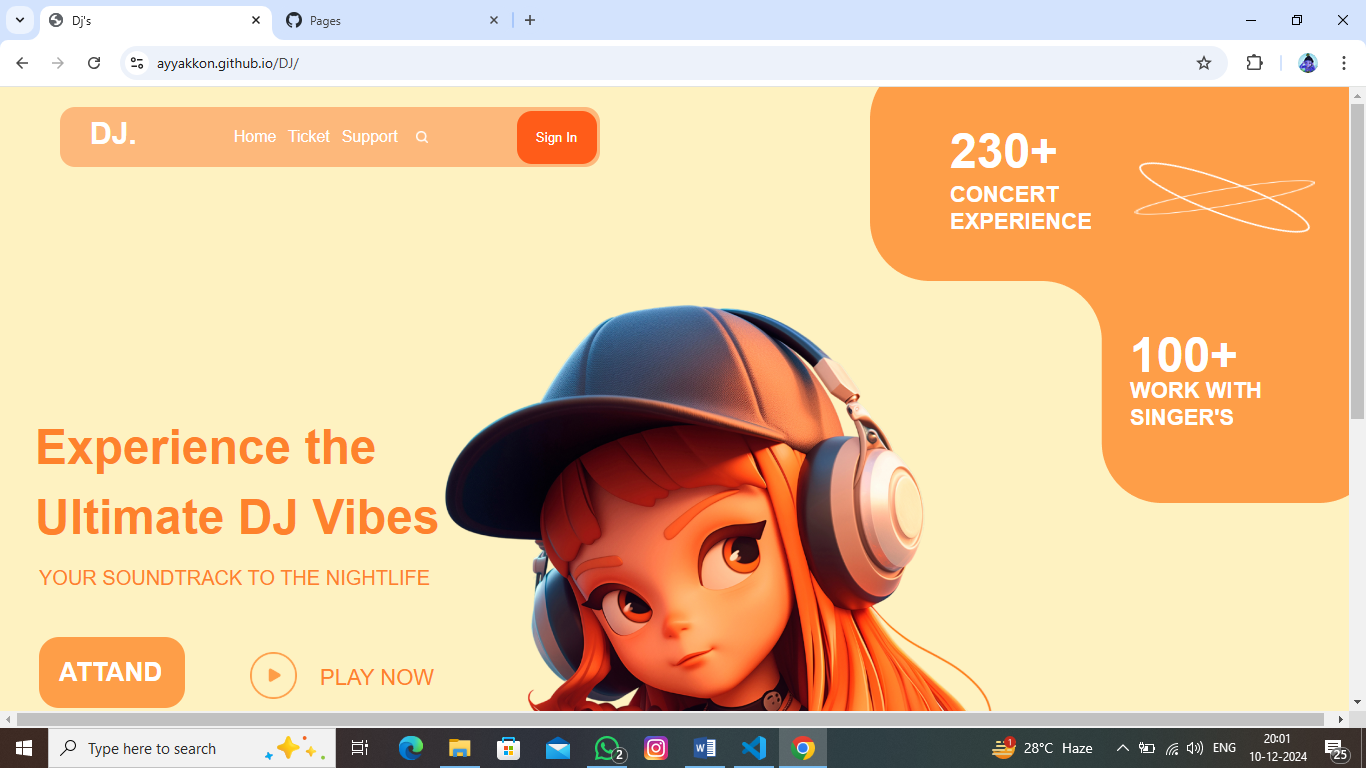 Dj's
Pages
ayyakkon.github.io/DJ/
DJ.
Home Ticket Support
Sign In
230+
CONCERT
EXPERIENCE
100+
WORK WITH
SINGER'S
Experience the
Ultimate DJ Vibes
YOUR SOUNDTRACK TO THE NIGHTLIFE
ATTAND
PLAY NOW
Type here to search
2
1
28°C Haze
ENG
20:01
10-12-2024
25